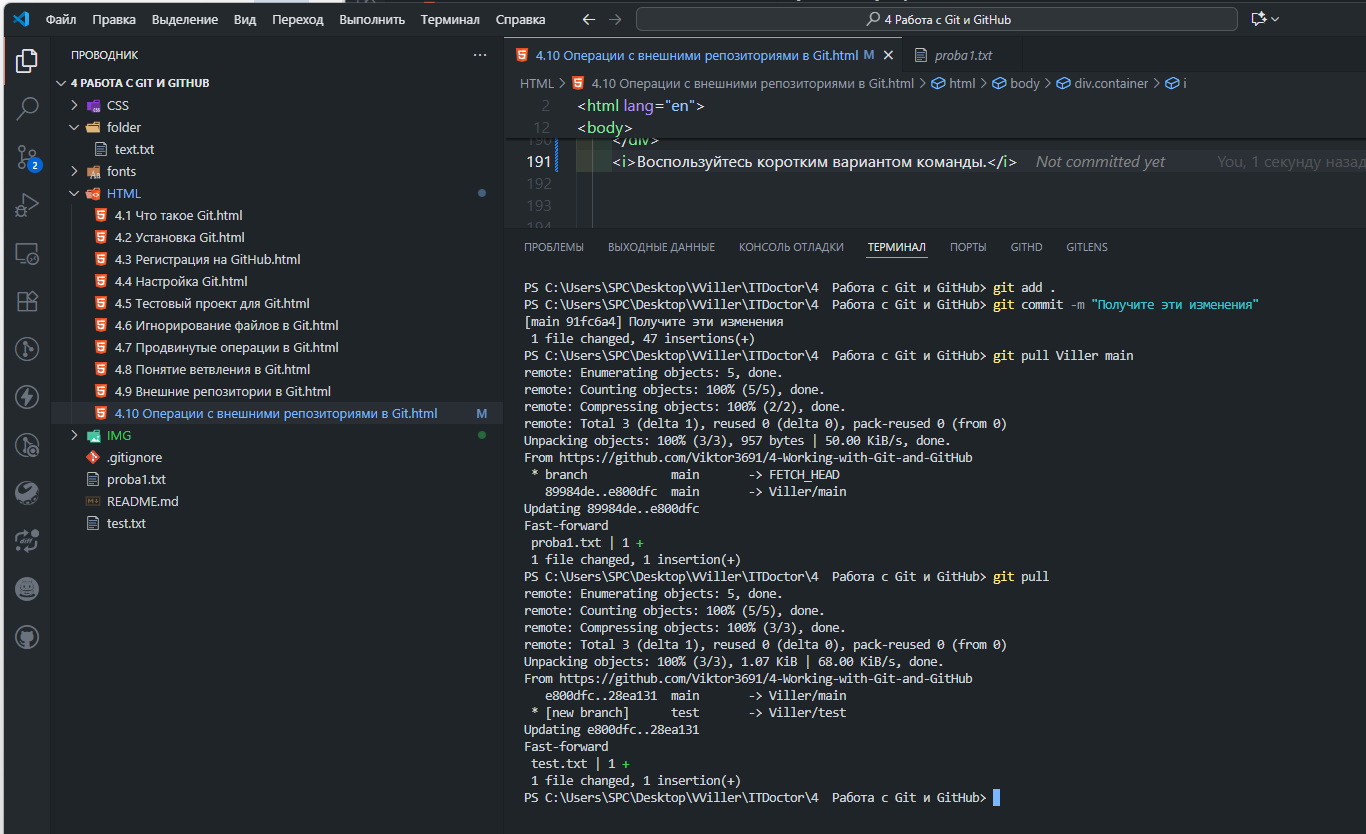 Файл Правка Выделение Вид Переход Выполнить Терминал Справка 4 Работа с Git и GitHub
ПРОВОДНИК
4 РАБОТА С GIT И GITHUB
CSS
folder
text.txt
fonts
HTML
4.1 Что такое Git.html
4.2 Установка Git.html
4.3 Регистрация на GitHub.html
4.4 Настройка Git.html
4.5 Тестовый проект для Git.html
4.6 Игнорирование файлов в Git.html
4.7 Продвинутые операции в Git.html
4.8 Понятие ветвления в Git.html
4.9 Внешние репозитории в Git.html
4.10 Операции с внешними репозиториями в Git.html M
IMG
.gitignore
proba1.txt
README.md
test.txt
2
4.10 Операции с внешними репозиториями в Git.html M proba1.txt
HTML > 4.10 Операции с внешними репозиториями в Git.html > html > body > div.container > i
2 <html lang="en">
12 <body>
190 </div>
191 <i>Воспользуйтесь коротким вариантом команды.</i> Not committed yet You, 1 секунду назад
192
193
194
ПРОБЛЕМЫ ВЫХОДНЫЕ ДАННЫЕ КОНСОЛЬ ОТЛАДКИ ТЕРМИНАЛ ПОРТЫ GITHD GITLENS
PS C:\Users\SPC\Desktop\VViller\ITDoctor\4  Работа с Git и GitHub> git add .
PS C:\Users\SPC\Desktop\VViller\ITDoctor\4  Работа с Git и GitHub> git commit -m "Получите эти изменения"
[main 91fc6a4] Получите эти изменения
1 file changed, 47 insertions(+)
PS C:\Users\SPC\Desktop\VViller\ITDoctor\4  Работа с Git и GitHub> git pull Viller main
remote: Enumerating objects: 5, done.
remote: Counting objects: 100% (5/5), done.
remote: Compressing objects: 100% (2/2), done.
remote: Total 3 (delta 1), reused 0 (delta 0), pack-reused 0 (from 0)
Unpacking objects: 100% (3/3), 957 bytes | 50.00 KiB/s, done.
From https://github.com/Viktor3691/4-Working-with-Git-and-GitHub
* branch main -> FETCH_HEAD
89984de..e800dfc main -> Viller/main
Updating 89984de..e800dfc
Fast-forward
proba1.txt | 1 +
1 file changed, 1 insertion(+)
PS C:\Users\SPC\Desktop\VViller\ITDoctor\4  Работа с Git и GitHub> git pull
remote: Enumerating objects: 5, done.
remote: Counting objects: 100% (5/5), done.
remote: Compressing objects: 100% (3/3), done.
remote: Total 3 (delta 1), reused 0 (delta 0), pack-reused 0 (from 0)
Unpacking objects: 100% (3/3), 1.07 KiB | 68.00 KiB/s, done.
From https://github.com/Viktor3691/4-Working-with-Git-and-GitHub
e800dfc..28ea131 main -> Viller/main
* [new branch] test -> Viller/test
Updating e800dfc..28ea131
Fast-forward
test.txt | 1 +
1 file changed, 1 insertion(+)
PS C:\Users\SPC\Desktop\VViller\ITDoctor\4  Работа с Git и GitHub>